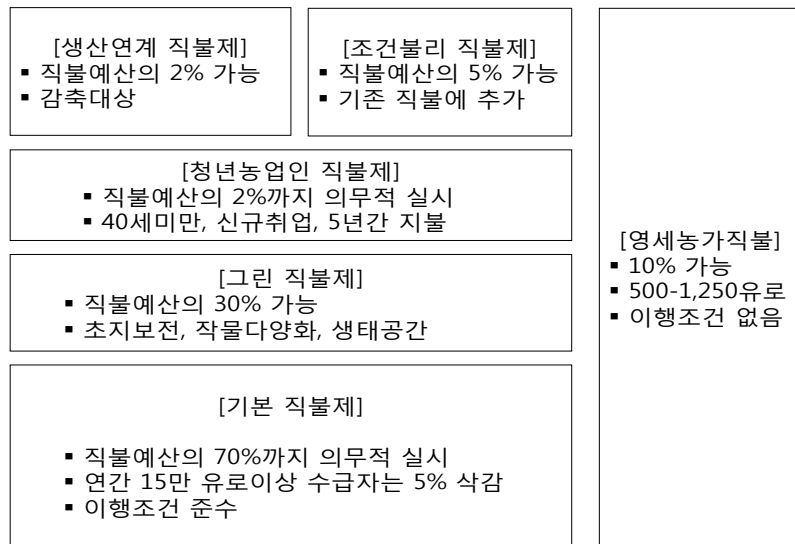 [생산연계 직불제]
▪ 직불예산의 2% 가능
▪ 감축대상
[조건불리 직불제]
▪ 직불예산의 5% 가능
▪ 기존 직불에 추가
[청년농업인 직불제]
▪ 직불예산의 2%까지 의무적 실시
▪ 40세미만, 신규취업, 5년간 지불
[그린 직불제]
▪ 직불예산의 30% 가능
▪ 초지보전, 작물다양화, 생태공간
[기본 직불제]
▪ 직불예산의 70%까지 의무적 실시
▪ 연간 15만 유로이상 수급자는 5% 삭감
▪ 이행조건 준수
[영세농가직불]
▪ 10% 가능
▪ 500-1,250유로
▪ 이행조건 없음